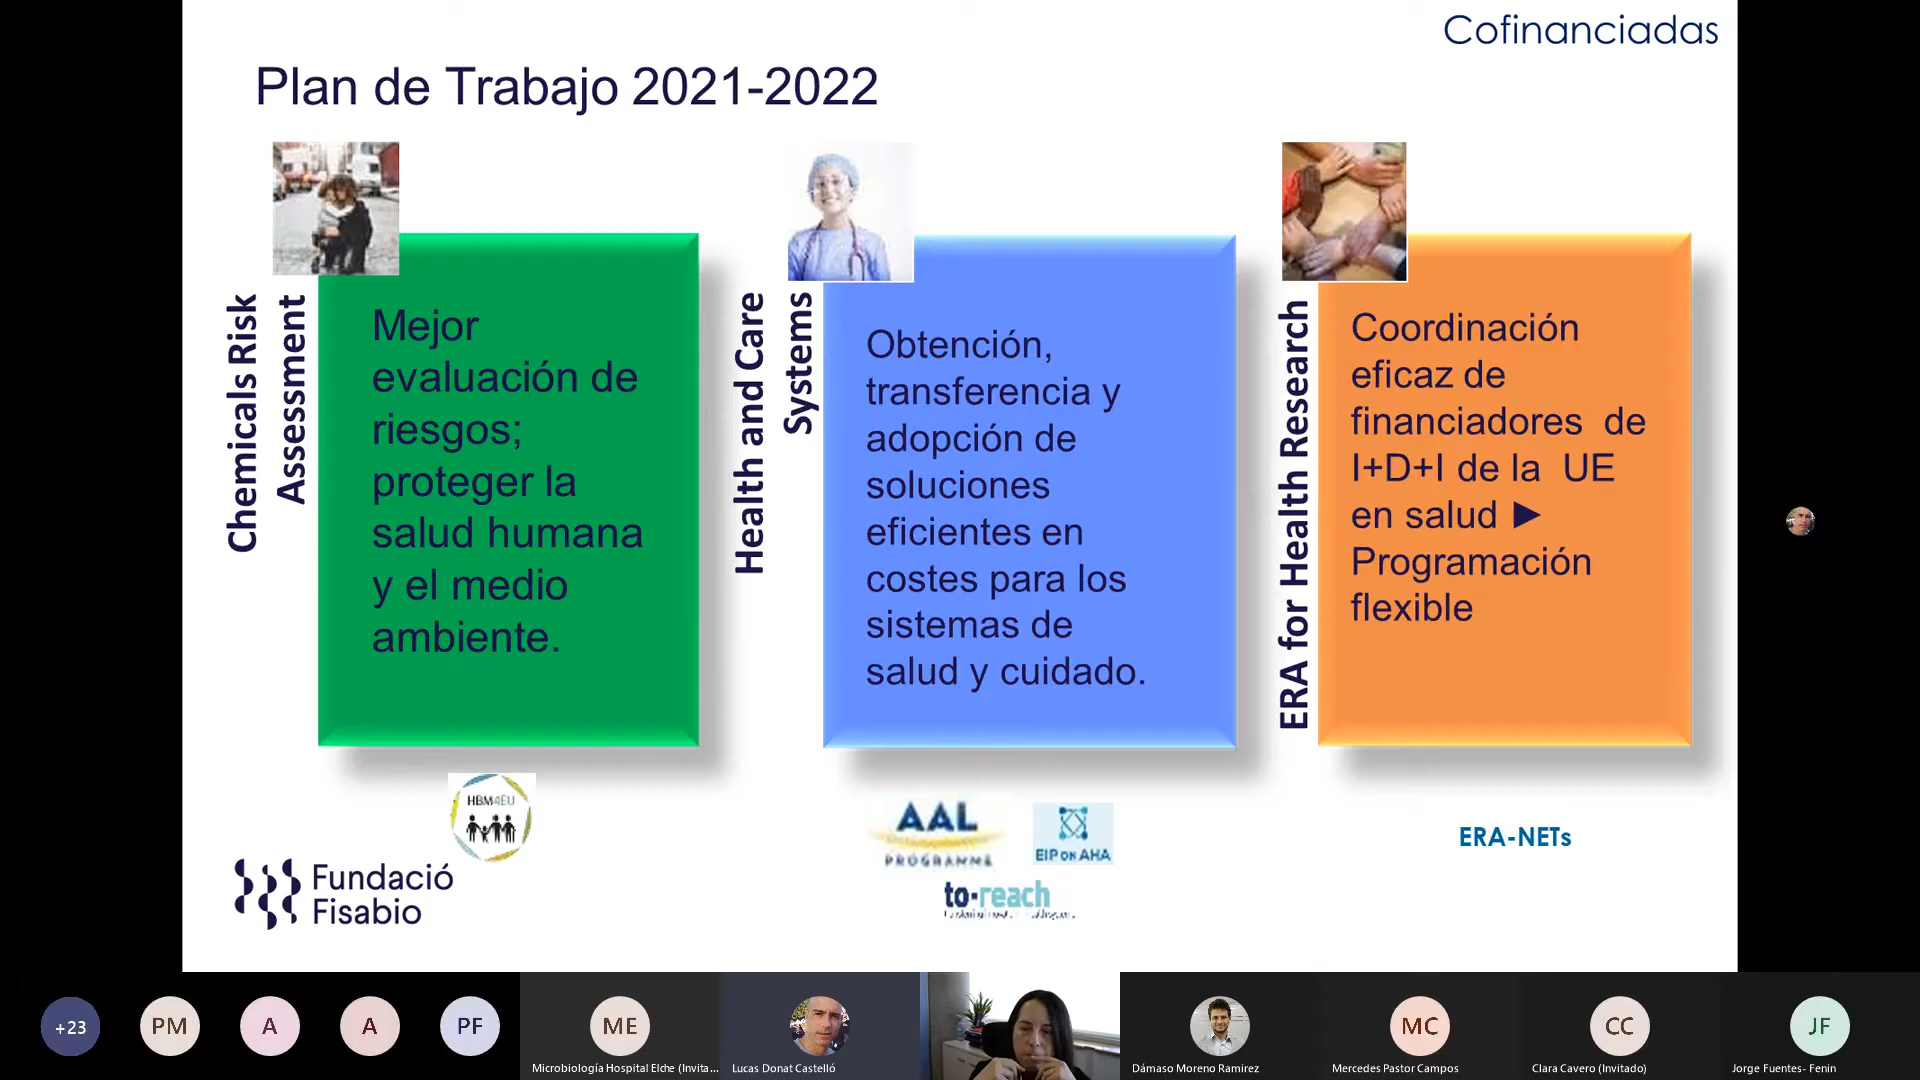 Cofinanciadas
Plan de Trabajo 2021-2022
Chemicals Risk
Assessment
Mejor
evaluación de
riesgos;
proteger la
salud humana
y el medio
ambiente.
Health and Care
Systems
Obtención,
transferencia y
adopción de
soluciones
eficientes en
costes para los
sistemas de
salud y cuidado.
ERA for Health Research
Coordinación
eficaz de
financiadores de
I+D+I de la UE
en salud ►
Programación
flexible
HBM4EU
AAL
PROGRAMME
EIP ON AHA
to-reach
ERA-NETs
Fundació
Fisabio
+23
PM
A
A
PF
ME
Microbiología Hospital Elche (Invita...
Lucas Donat Castelló
Dámaso Moreno Ramirez
MC
Mercedes Pastor Campos
CC
Clara Cavero (Invitado)
JF
Jorge Fuentes- Fenin